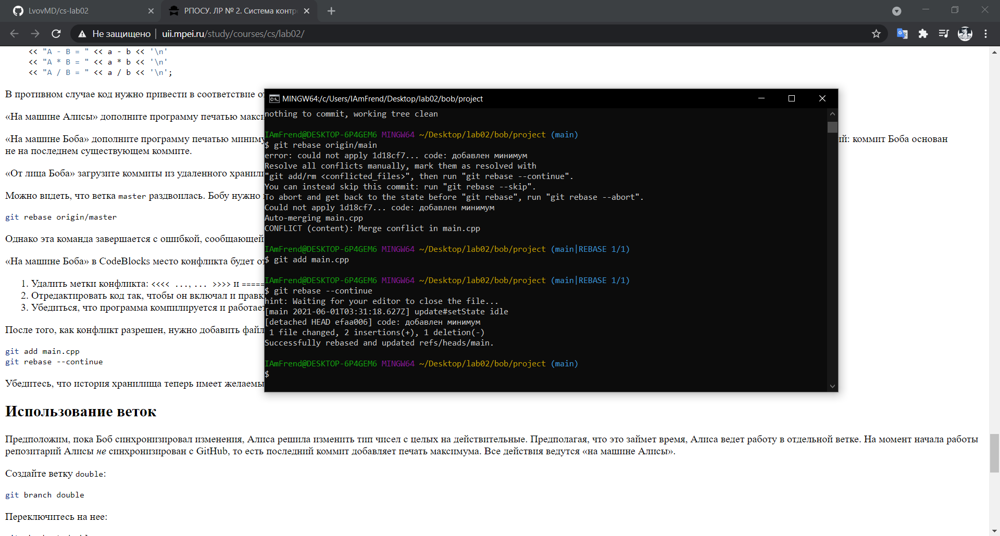 LvovMD/cs-lab02
РПОСУ. ЛР № 2. Система контр
Не защищено
uii.mpei.ru/study/courses/cs/lab02/
<< "A - B = " << a - b << '\n'
<< "A * B = " << a * b << '\n'
<< "A / B = " << a / b << '\n';
В противном случае код нужно привести в соответствие
«На машине Алисы» дополните программу печатью
«На машине Боба» дополните программу печатью
коммит Боба основан
не на последнем существующем коммите.
«От лица Боба» загрузите коммиты из удаленного
Можно видеть, что ветка master раздвоилась. Бобу нужно
git rebase origin/master
Однако эта команда завершается с ошибкой, сообщающей
«На машине Боба» в CodeBlocks место конфликта будет
1. Удалить метки конфликта: <<<< ..., ... >>>> и =====
2. Отредактировать код так, чтобы он включал и
3. Убедиться, что программа компилируется и
После того, как конфликт разрешен, нужно добавить
git add main.cpp
git rebase --continue
Убедитесь, что история хранилища теперь имеет
MINGW64:/c/Users/IAmFrend/Desktop/lab02/bob/project
nothing to commit, working tree clean
IAmFrend@DESKTOP-6P4GEM6 MINGW64 ~/Desktop/lab02/bob/project (main)
$ git rebase origin/main
error: could not apply 1d18cf7... code: добавлен минимум
Resolve all conflicts manually, mark them as resolved with
"git add/rm <conflicted_files>", then run "git rebase --continue".
You can instead skip this commit: run "git rebase --skip".
To abort and get back to the state before "git rebase", run "git rebase --abort".
Could not apply 1d18cf7... code: добавлен минимум
Auto-merging main.cpp
CONFLICT (content): Merge conflict in main.cpp
IAmFrend@DESKTOP-6P4GEM6 MINGW64 ~/Desktop/lab02/bob/project (main|REBASE 1/1)
$ git add main.cpp
IAmFrend@DESKTOP-6P4GEM6 MINGW64 ~/Desktop/lab02/bob/project (main|REBASE 1/1)
$ git rebase --continue
hint: Waiting for your editor to close the file...
[main 2021-06-01T03:31:18.627Z] update#setState idle
[detached HEAD efaa006] code: добавлен минимум
1 file changed, 2 insertions(+), 1 deletion(-)
Successfully rebased and updated refs/heads/main.
IAmFrend@DESKTOP-6P4GEM6 MINGW64 ~/Desktop/lab02/bob/project (main)
$
Использование веток
Предположим, пока Боб синхронизировал изменения, Алиса решила изменить тип чисел с целых на действительные. Предполагая, что это займет время, Алиса ведет работу в отдельной ветке. На момент начала работы
репозитарий Алисы не синхронизирован с GitHub, то есть последний коммит добавляет печать максимума. Все действия ведутся «на машине Алисы».
Создайте ветку double:
git branch double
Переключитесь на нее: